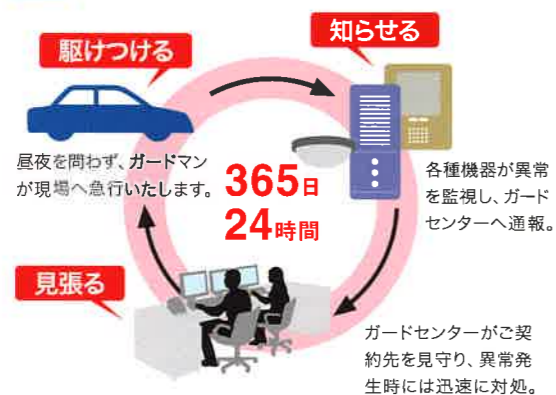 知らせる
駆けつける
各種機器が異常
を監視し、ガード
センターへ通報。
昼夜を問わず、ガードマン
が現場へ急行いたします。
365日
24時間
見張る
ガードセンターがご契
約先を見守り、異常発
生時には迅速に対処。